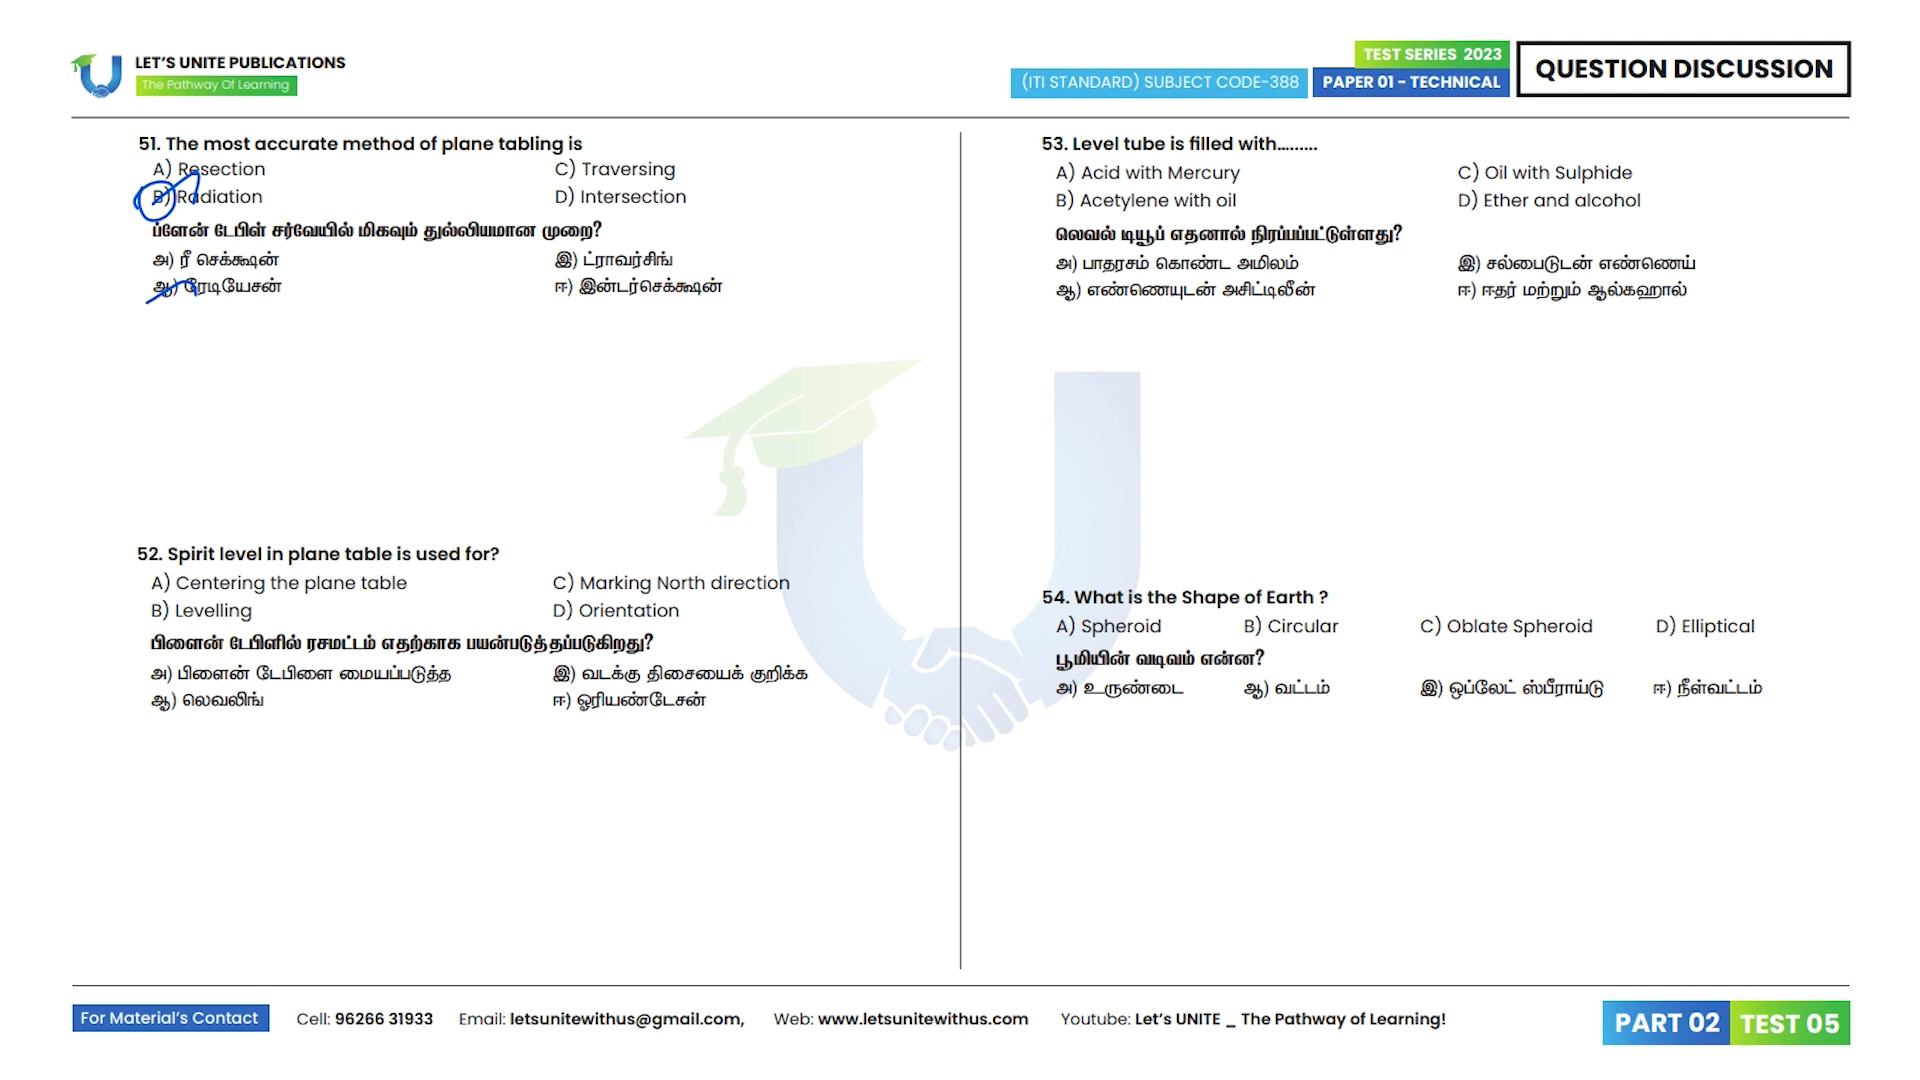 LET'S UNITE PUBLICATIONS
The Pathway Of Learning
TEST SERIES 2023
(ITI STANDARD) SUBJECT CODE-388
PAPER 01 - TECHNICAL
QUESTION DISCUSSION
51. The most accurate method of plane tabling is
A) Resection C) Traversing
B) Radiation D) Intersection
ப்ளேன் டேபிள் சர்வேயில் மிகவும் துல்லியமான முறை?
அ) ரீ செக்க்ஷன் இ) ட்ராவர்சிங்
ஆ) ரேடியேசன் ஈ) இன்டர்செக்க்ஷன்
52. Spirit level in plane table is used for?
A) Centering the plane table C) Marking North direction
B) Levelling D) Orientation
பிளைன் டேபிளில் ரசமட்டம் எதற்காக பயன்படுத்தப்படுகிறது?
அ) பிளைன் டேபிளை மையப்படுத்த இ) வடக்கு திசையைக் குறிக்க
ஆ) லெவலிங் ஈ) ஓரியண்டேசன்
53. Level tube is filled with.........
A) Acid with Mercury C) Oil with Sulphide
B) Acetylene with oil D) Ether and alcohol
லெவல் டியூப் எதனால் நிரப்பப்பட்டுள்ளது?
அ) பாதரசம் கொண்ட அமிலம் இ) சல்பைடுடன் எண்ணெய்
ஆ) எண்ணெயுடன் அசிட்டிலீன் ஈ) ஈதர் மற்றும் ஆல்கஹால்
54. What is the Shape of Earth ?
A) Spheroid B) Circular C) Oblate Spheroid D) Elliptical
பூமியின் வடிவம் என்ன?
அ) உருண்டை ஆ) வட்டம் இ) ஒப்லேட் ஸ்பீராய்டு ஈ) நீள்வட்டம்
For Material's Contact Cell: 96266 31933 Email: letsunitewithus@gmail.com, Web: www.letsunitewithus.com Youtube: Let's UNITE _ The Pathway of Learning!
PART 02 TEST 05